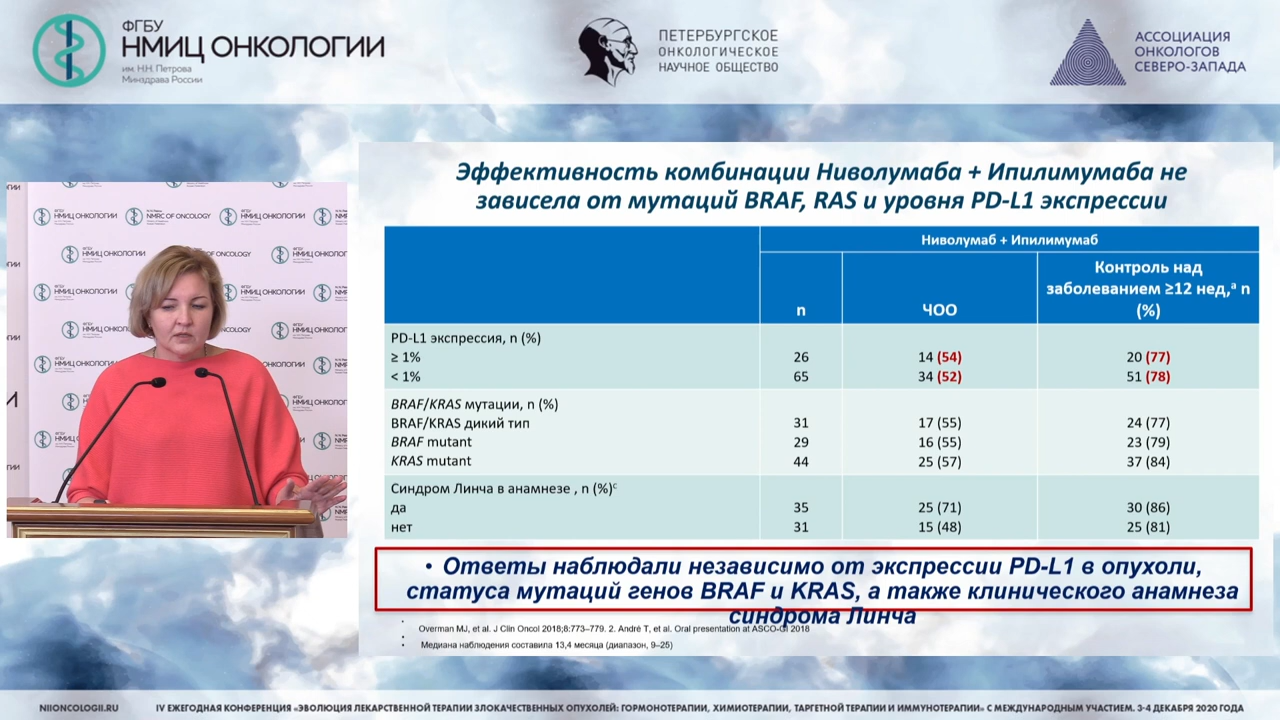 ФГБУ
НМИЦ ОНКОЛОГИИ
им. Н.Н. Петрова
Минздрава России
ПЕТЕРБУРГСКОЕ
ОНКОЛОГИЧЕСКОЕ
НАУЧНОЕ ОБЩЕСТВО
АССОЦИАЦИЯ
ОНКОЛОГОВ
СЕВЕРО-ЗАПАДА
НМИЦ ОНКОЛОГИИ
NMRC OF ONCOLOGY
Эффективность комбинации Ниволумаба + Ипилимумаба не
зависела от мутаций BRAF, RAS и уровня PD-L1 экспрессии
Ниволумаб + Ипилимумаб
n
ЧОО
Контроль над
заболеванием ≥12 нед,ᵃ n
(%)
PD-L1 экспрессия, n (%)
≥ 1% 26 14 (54) 20 (77)
< 1% 65 34 (52) 51 (78)
BRAF/KRAS мутации, n (%)
BRAF/KRAS дикий тип 31 17 (55) 24 (77)
BRAF mutant 29 16 (55) 23 (79)
KRAS mutant 44 25 (57) 37 (84)
Синдром Линча в анамнезе , n (%)ᶜ
да 35 25 (71) 30 (86)
нет 31 15 (48) 25 (81)
• Ответы наблюдали независимо от экспрессии PD-L1 в опухоли,
статуса мутаций генов BRAF и KRAS, а также клинического анамнеза
синдрома Линча
• Overman MJ, et al. J Clin Oncol 2018;8:773–779. 2. André T, et al. Oral presentation at ASCO-GI 2018
• Медиана наблюдения составила 13,4 месяца (диапазон, 9–25)
NIIONCOLOGII.RU
IV ЕЖЕГОДНАЯ КОНФЕРЕНЦИЯ «ЭВОЛЮЦИЯ ЛЕКАРСТВЕННОЙ ТЕРАПИИ ЗЛОКАЧЕСТВЕННЫХ ОПУХОЛЕЙ: ГОРМОНОТЕРАПИИ, ХИМИОТЕРАПИИ, ТАРГЕТНОЙ ТЕРАПИИ И ИММУНОТЕРАПИИ» С МЕЖДУНАРОДНЫМ УЧАСТИЕМ. 3-4 ДЕКАБРЯ 2020 ГОДА